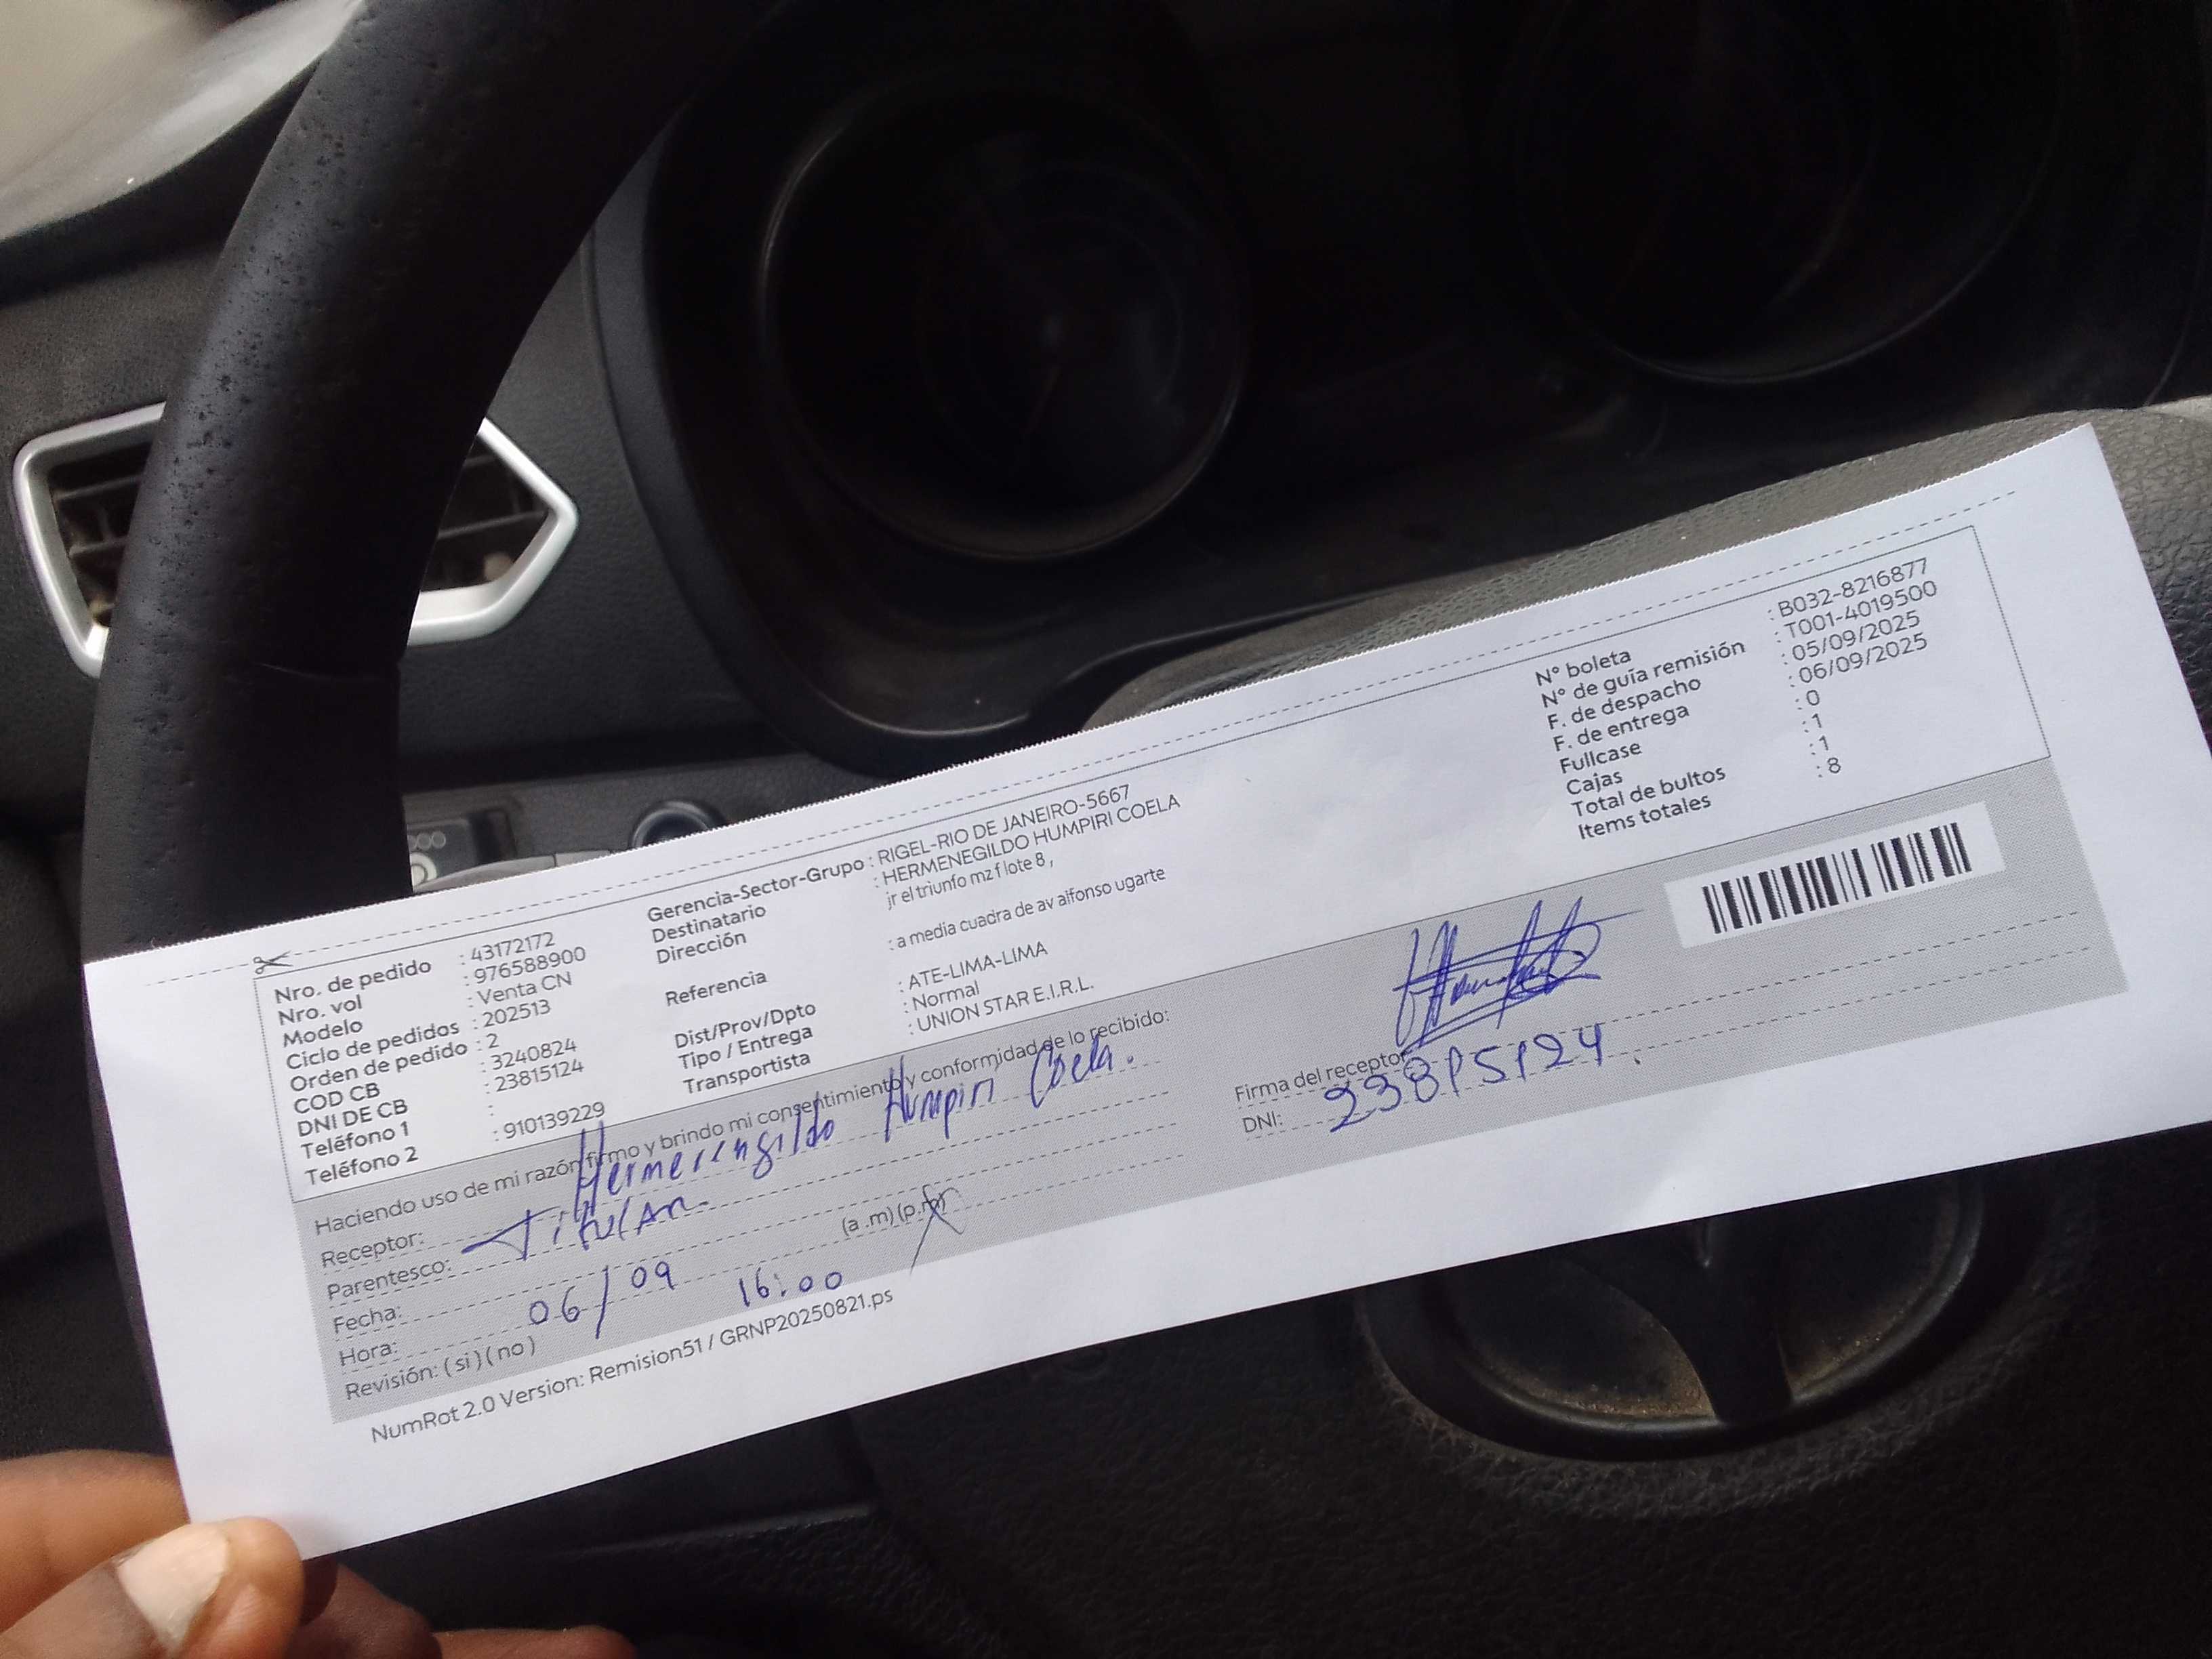 Nro. de pedido : 43172172
Nro. vol : 976588900
Modelo : Venta CN
Ciclo de pedidos : 202513
Orden de pedido : 2
COD CB : 3240824
DNI DE CB : 23815124
Teléfono 1 :
Teléfono 2 : 910139229
Gerencia-Sector-Grupo : RIGEL-RIO DE JANEIRO-5667
Destinatario : HERMENEGILDO HUMPIRI COELA
Dirección jr el triunfo mz f lote 8 ,
Referencia : a media cuadra de av alfonso ugarte
Dist/Prov/Dpto : ATE-LIMA-LIMA
Tipo / Entrega : Normal
Transportista : UNION STAR E.I.R.L.
N° boleta : B032-8216877
N° de guía remisión : T001-4019500
F. de despacho : 05/09/2025
F. de entrega : 06/09/2025
Fullcase : 0
Cajas : 1
Total de bultos : 1
Items totales : 8
Haciendo uso de mi razón firmo y brindo mi consentimiento y conformidad de lo recibido:
Receptor: Hermerengildo Humpiri Coela.
Parentesco: Titular.
Fecha: 06/09
Hora: 16:00 (a .m) (p.m)
Revisión: ( si ) ( no )
Firma del receptor
DNI: 23815124.
NumRot 2.0 Version: Remision51 / GRNP20250821.ps